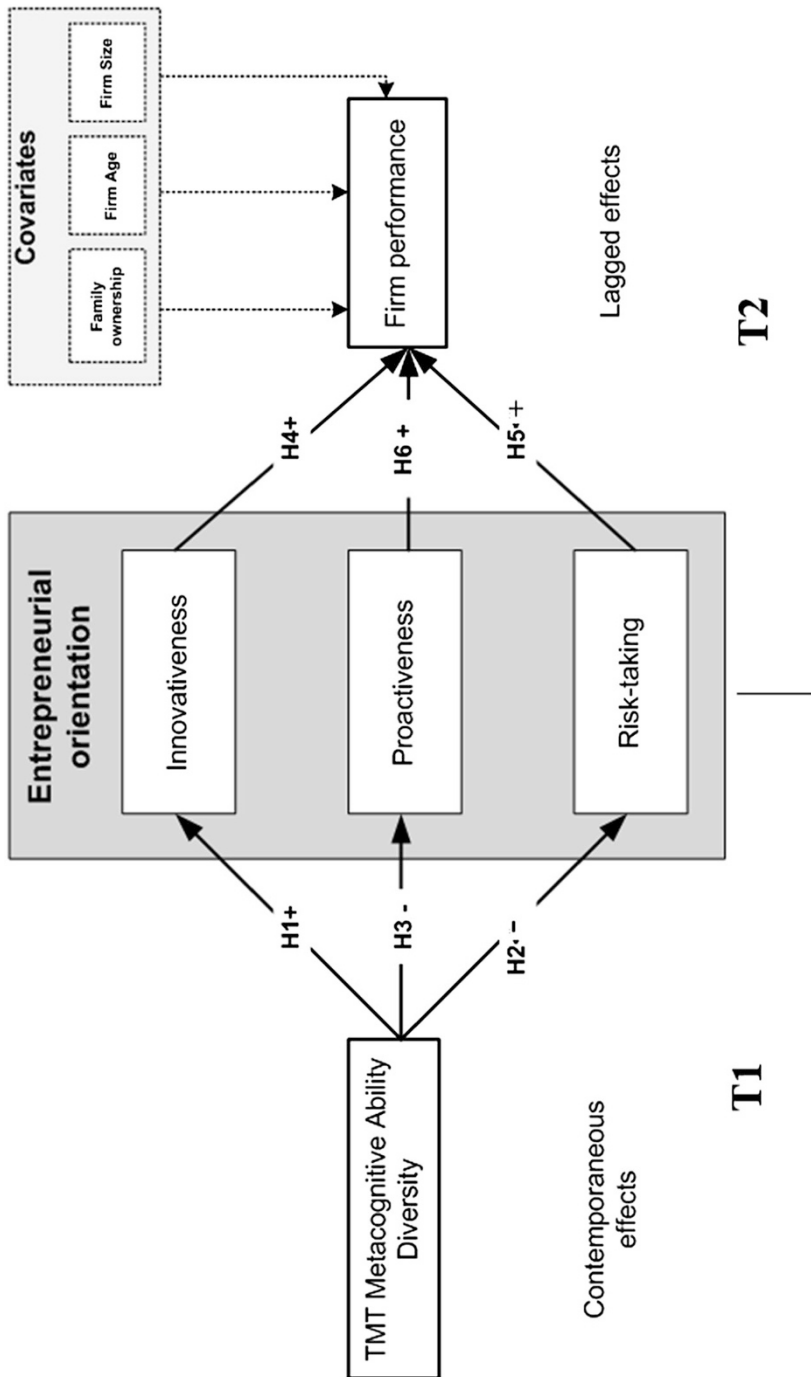 Covariates
Family
ownership
Firm Age
Firm Size
Entrepreneurial
orientation
Innovativeness
H1+
H4+
TMT Metacognitive Ability
Diversity
H3 -
Proactiveness
H6 +
Firm performance
H2· -
Risk-taking
H5· +
Contemporaneous
effects
Lagged effects
T1
T2